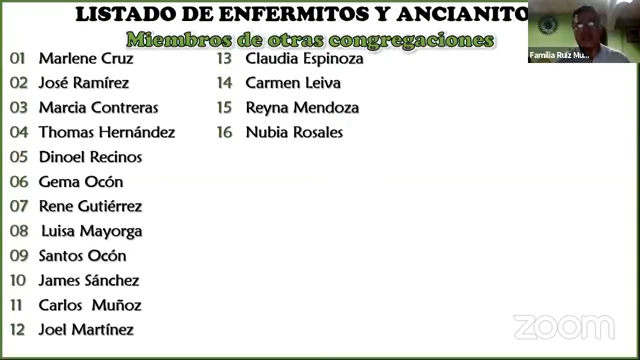 LISTADO DE ENFERMITOS Y ANCIANITO
Miembros de otras congregaciones
01 Marlene Cruz
02 José Ramírez
03 Marcia Contreras
04 Thomas Hernández
05 Dinoel Recinos
06 Gema Ocón
07 Rene Gutiérrez
08 Luisa Mayorga
09 Santos Ocón
10 James Sánchez
11 Carlos Muñoz
12 Joel Martínez
13 Claudia Espinoza
14 Carmen Leiva
15 Reyna Mendoza
16 Nubia Rosales
Familia Ruiz Mu...
zoom